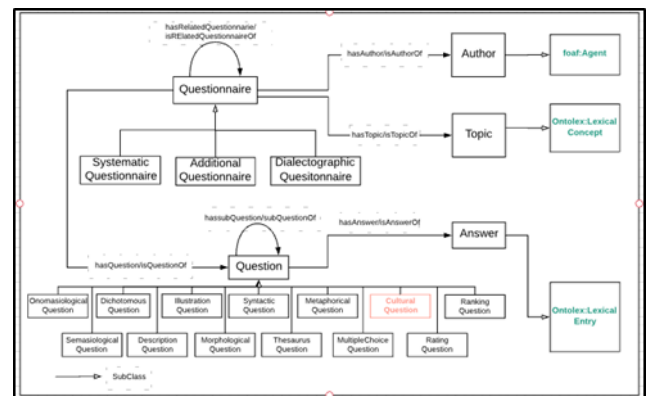 hasRelatedQuestionnarie/
isRElatedQuestionnaireOf
Questionnaire
hasAuthor/isAuthorOf
Author
foaf:Agent
hasTopic/isTopicOf
Topic
Ontolex:Lexical
Concept
Systematic
Questionnaire
Additional
Questionnaire
Dialectographic
Quesitonnaire
hassubQuestion/subQuestionOf
hasAnswer/isAnswerOf
Answer
hasQuestion/isQuestionOf
Question
Onomasiological
Question
Dichotomous
Question
Illustration
Question
Syntactic
Question
Metaphorical
Question
Cultural
Question
Ranking
Question
Ontolex:Lexical
Entry
Semasiological
Question
Description
Question
Morphological
Question
Thesaurus
Question
MultipleChoice
Question
Rating
Question
SubClass